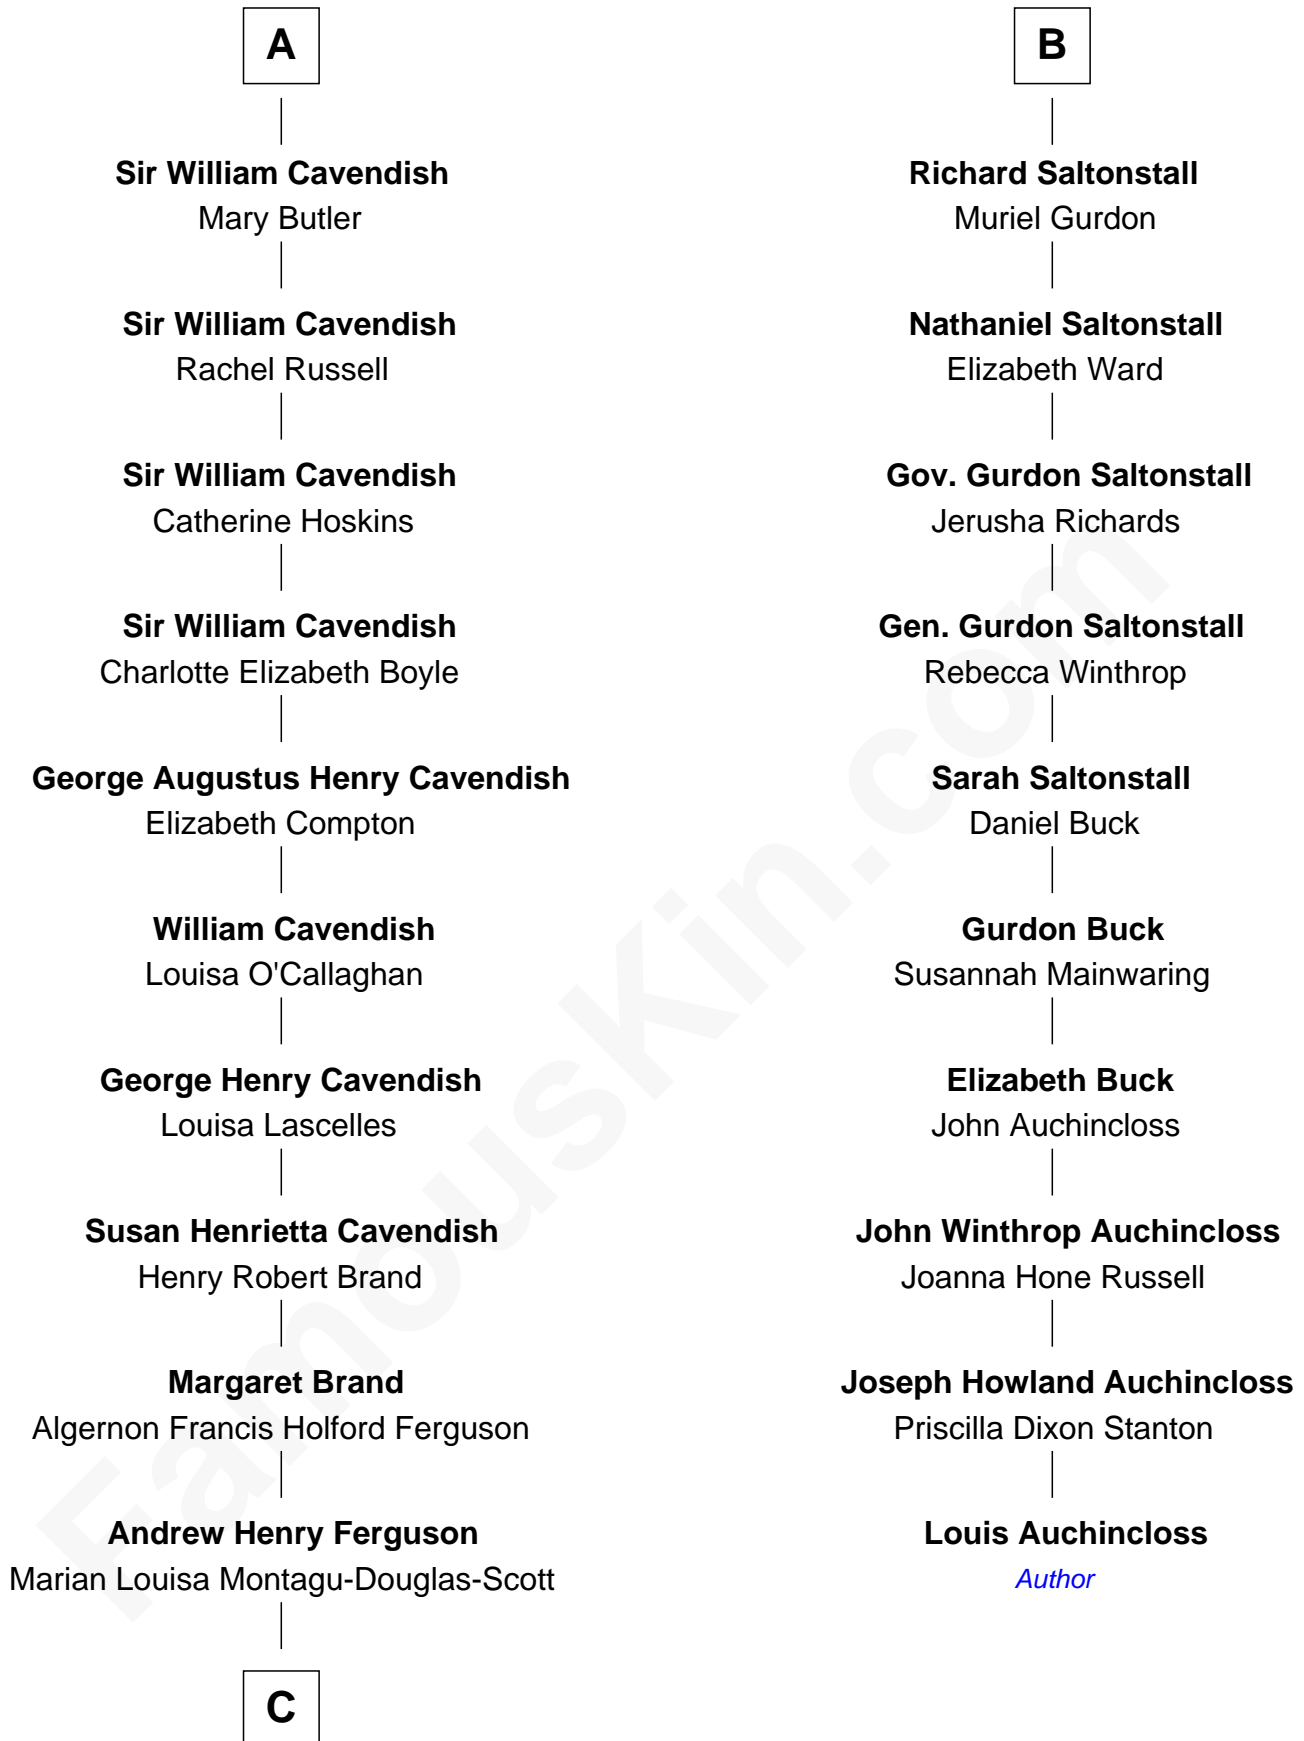 A
Sir William Cavendish
Mary Butler
Sir William Cavendish
Rachel Russell
Sir William Cavendish
Catherine Hoskins
Sir William Cavendish
Charlotte Elizabeth Boyle
George Augustus Henry Cavendish
Elizabeth Compton
William Cavendish
Louisa O'Callaghan
George Henry Cavendish
Louisa Lascelles
Susan Henrietta Cavendish
Henry Robert Brand
Margaret Brand
Algernon Francis Holford Ferguson
Andrew Henry Ferguson
Marian Louisa Montagu-Douglas-Scott
C
B
Richard Saltonstall
Muriel Gurdon
Nathaniel Saltonstall
Elizabeth Ward
Gov. Gurdon Saltonstall
Jerusha Richards
Gen. Gurdon Saltonstall
Rebecca Winthrop
Sarah Saltonstall
Daniel Buck
Gurdon Buck
Susannah Mainwaring
Elizabeth Buck
John Auchincloss
John Winthrop Auchincloss
Joanna Hone Russell
Joseph Howland Auchincloss
Priscilla Dixon Stanton
Louis Auchincloss
Author
FamousKin.com